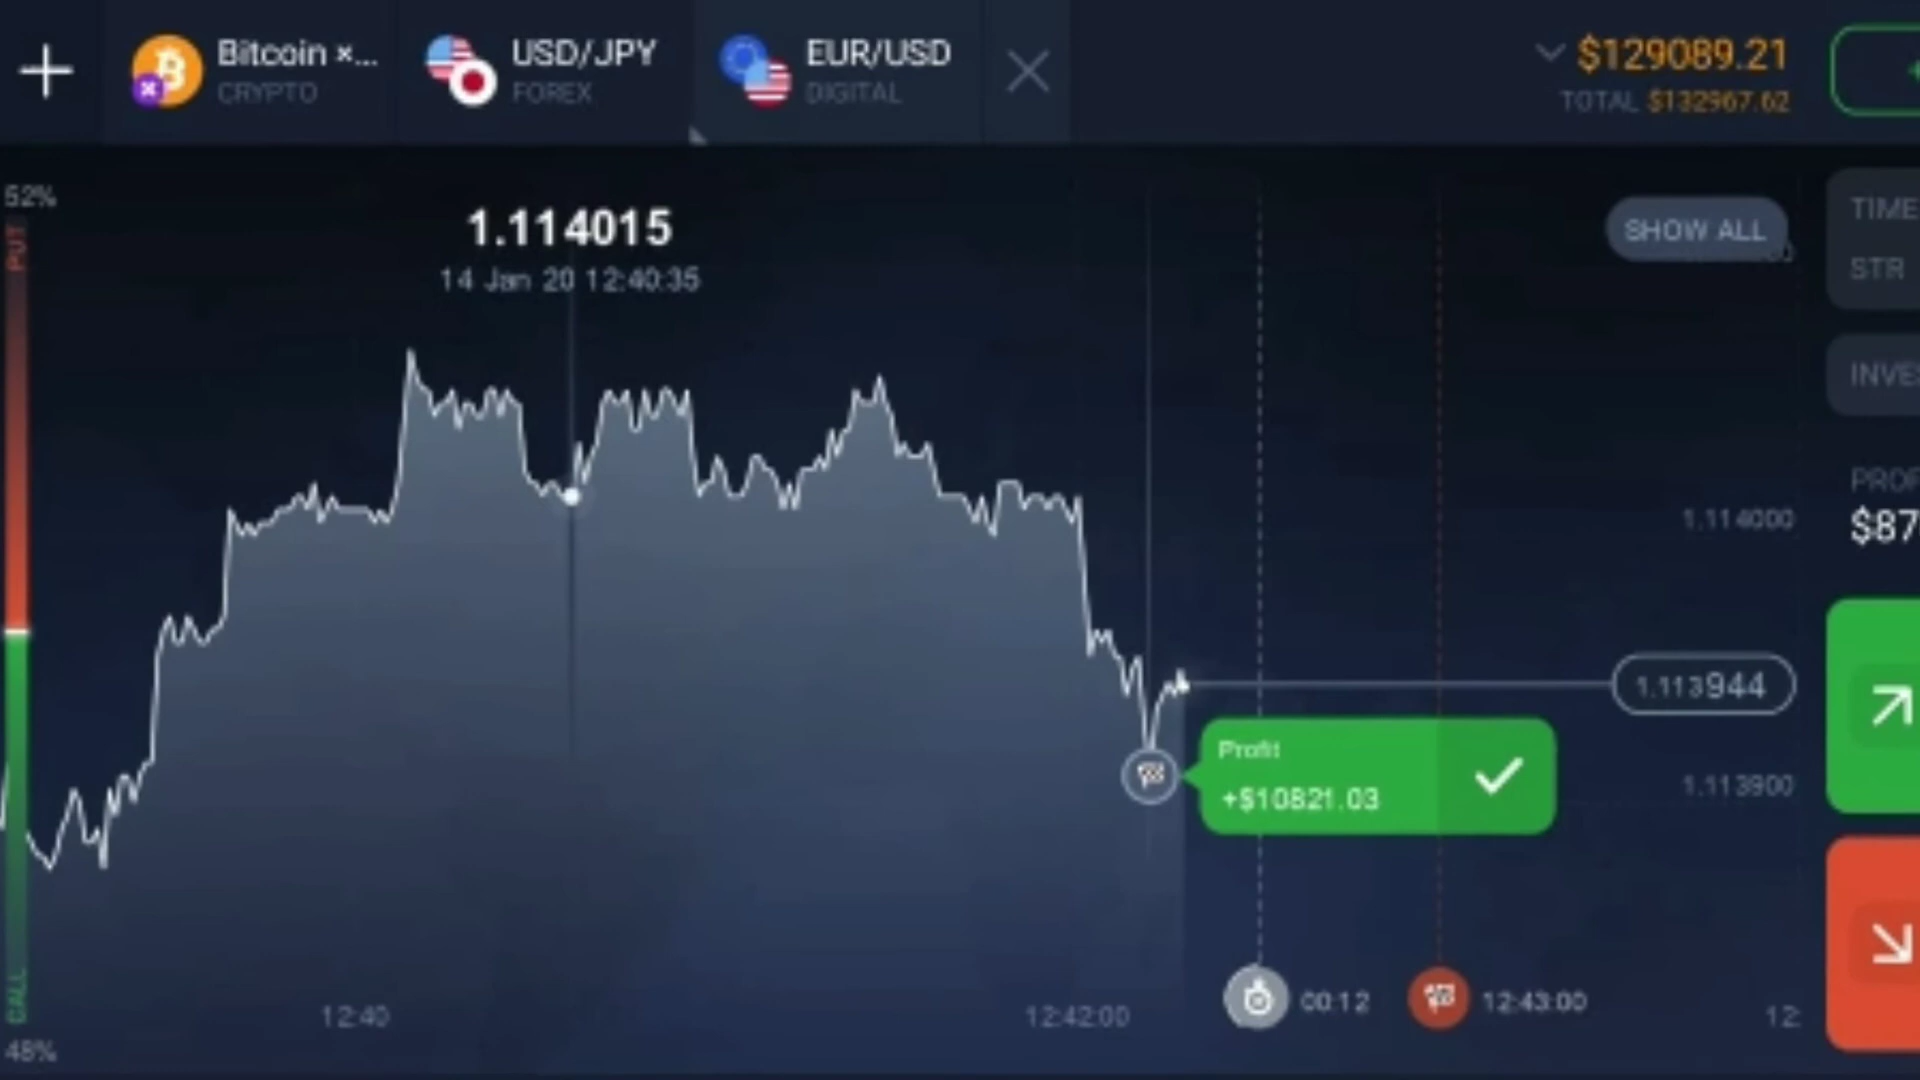 Bitcoin ×...
CRYPTO
USD/JPY
FOREX
EUR/USD
DIGITAL
$129089.21
TOTAL $132967.62
52%
PUT
1.114015
14 Jan 20 12:40:35
SHOW ALL
TIME
STR
INVES
PROF
$87
1.114000
1.113944
1.113900
Profit
+$10821.03
CALL
48%
12:40
12:42:00
00:12
12:43:00
12: